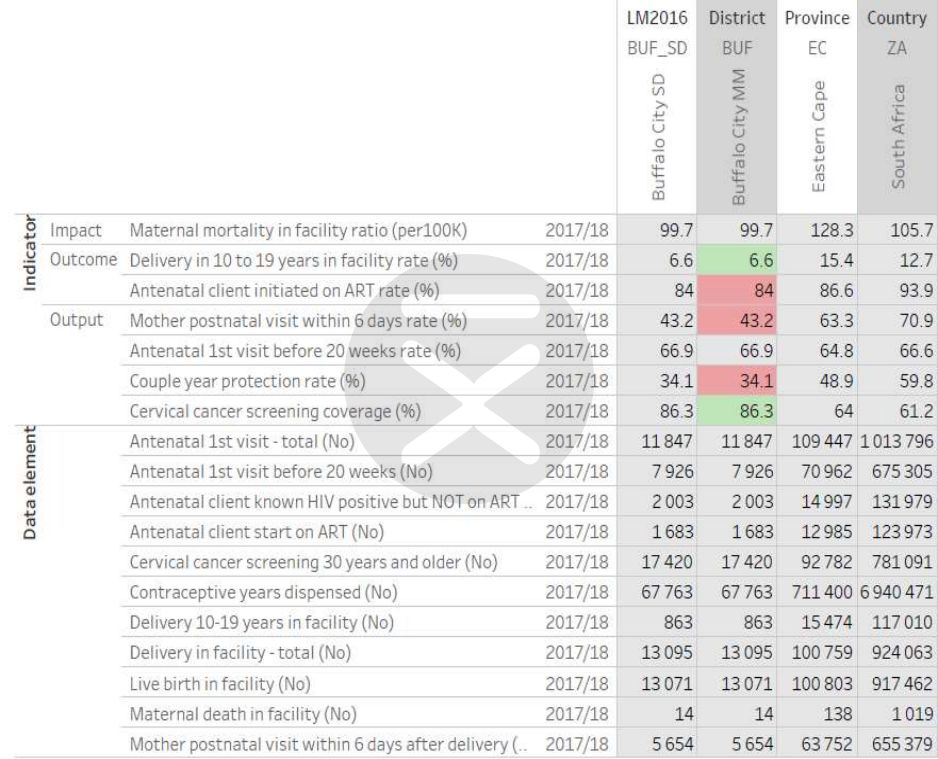 LM2016 District Province Country
BUF_SD BUF EC ZA
Buffalo City SD Buffalo City MM Eastern Cape South Africa
Indicator
Impact Maternal mortality in facility ratio (per100K) 2017/18 99.7 99.7 128.3 105.7
Outcome Delivery in 10 to 19 years in facility rate (%) 2017/18 6.6 6.6 15.4 12.7
Antenatal client initiated on ART rate (%) 2017/18 84 84 86.6 93.9
Output Mother postnatal visit within 6 days rate (%) 2017/18 43.2 43.2 63.3 70.9
Antenatal 1st visit before 20 weeks rate (%) 2017/18 66.9 66.9 64.8 66.6
Couple year protection rate (%) 2017/18 34.1 34.1 48.9 59.8
Cervical cancer screening coverage (%) 2017/18 86.3 86.3 64 61.2
Data element
Antenatal 1st visit - total (No) 2017/18 11 847 11 847 109 447 1 013 796
Antenatal 1st visit before 20 weeks (No) 2017/18 7 926 7 926 70 962 675 305
Antenatal client known HIV positive but NOT on ART .. 2017/18 2 003 2 003 14 997 131 979
Antenatal client start on ART (No) 2017/18 1 683 1 683 12 985 123 973
Cervical cancer screening 30 years and older (No) 2017/18 17 420 17 420 92 782 781 091
Contraceptive years dispensed (No) 2017/18 67 763 67 763 711 400 6 940 471
Delivery 10-19 years in facility (No) 2017/18 863 863 15 474 117 010
Delivery in facility - total (No) 2017/18 13 095 13 095 100 759 924 063
Live birth in facility (No) 2017/18 13 071 13 071 100 803 917 462
Maternal death in facility (No) 2017/18 14 14 138 1 019
Mother postnatal visit within 6 days after delivery (.. 2017/18 5 654 5 654 63 752 655 379